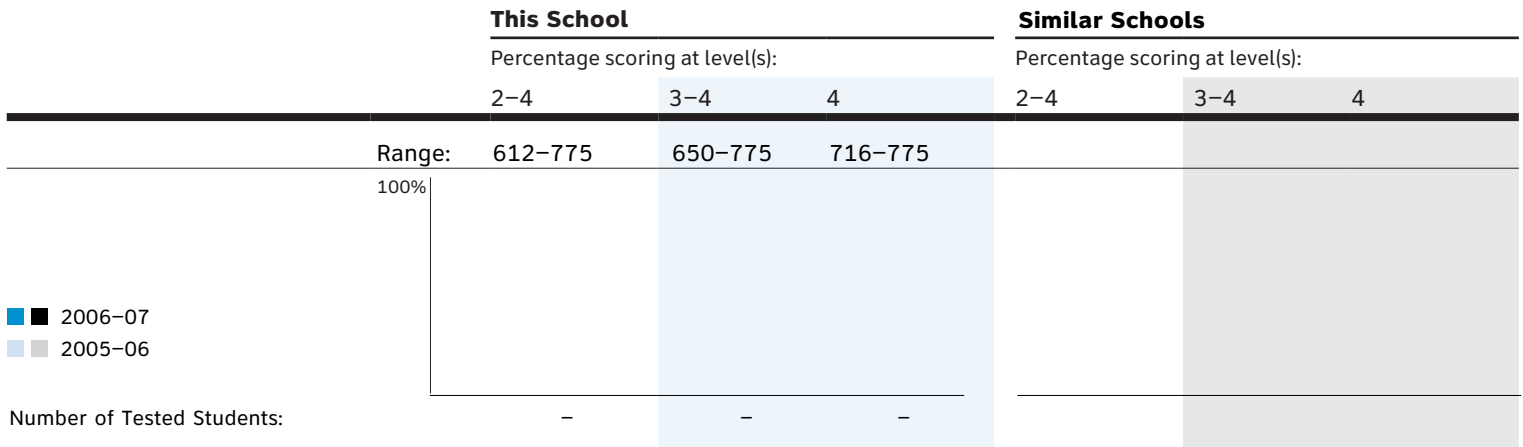 This School Similar Schools
Percentage scoring at level(s): Percentage scoring at level(s):
2–4 3–4 4 2–4 3–4 4
Range: 612–775 650–775 716–775
100%
2006–07
2005–06
Number of Tested Students: – – –